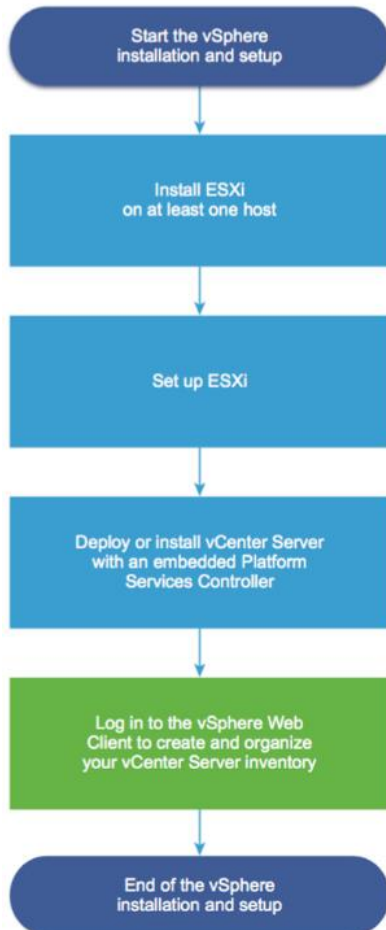 Start the vSphere
installation and setup
Install ESXi
on at least one host
Set up ESXi
Deploy or install vCenter Server
with an embedded Platform
Services Controller
Log in to the vSphere Web
Client to create and organize
your vCenter Server inventory
End of the vSphere
installation and setup